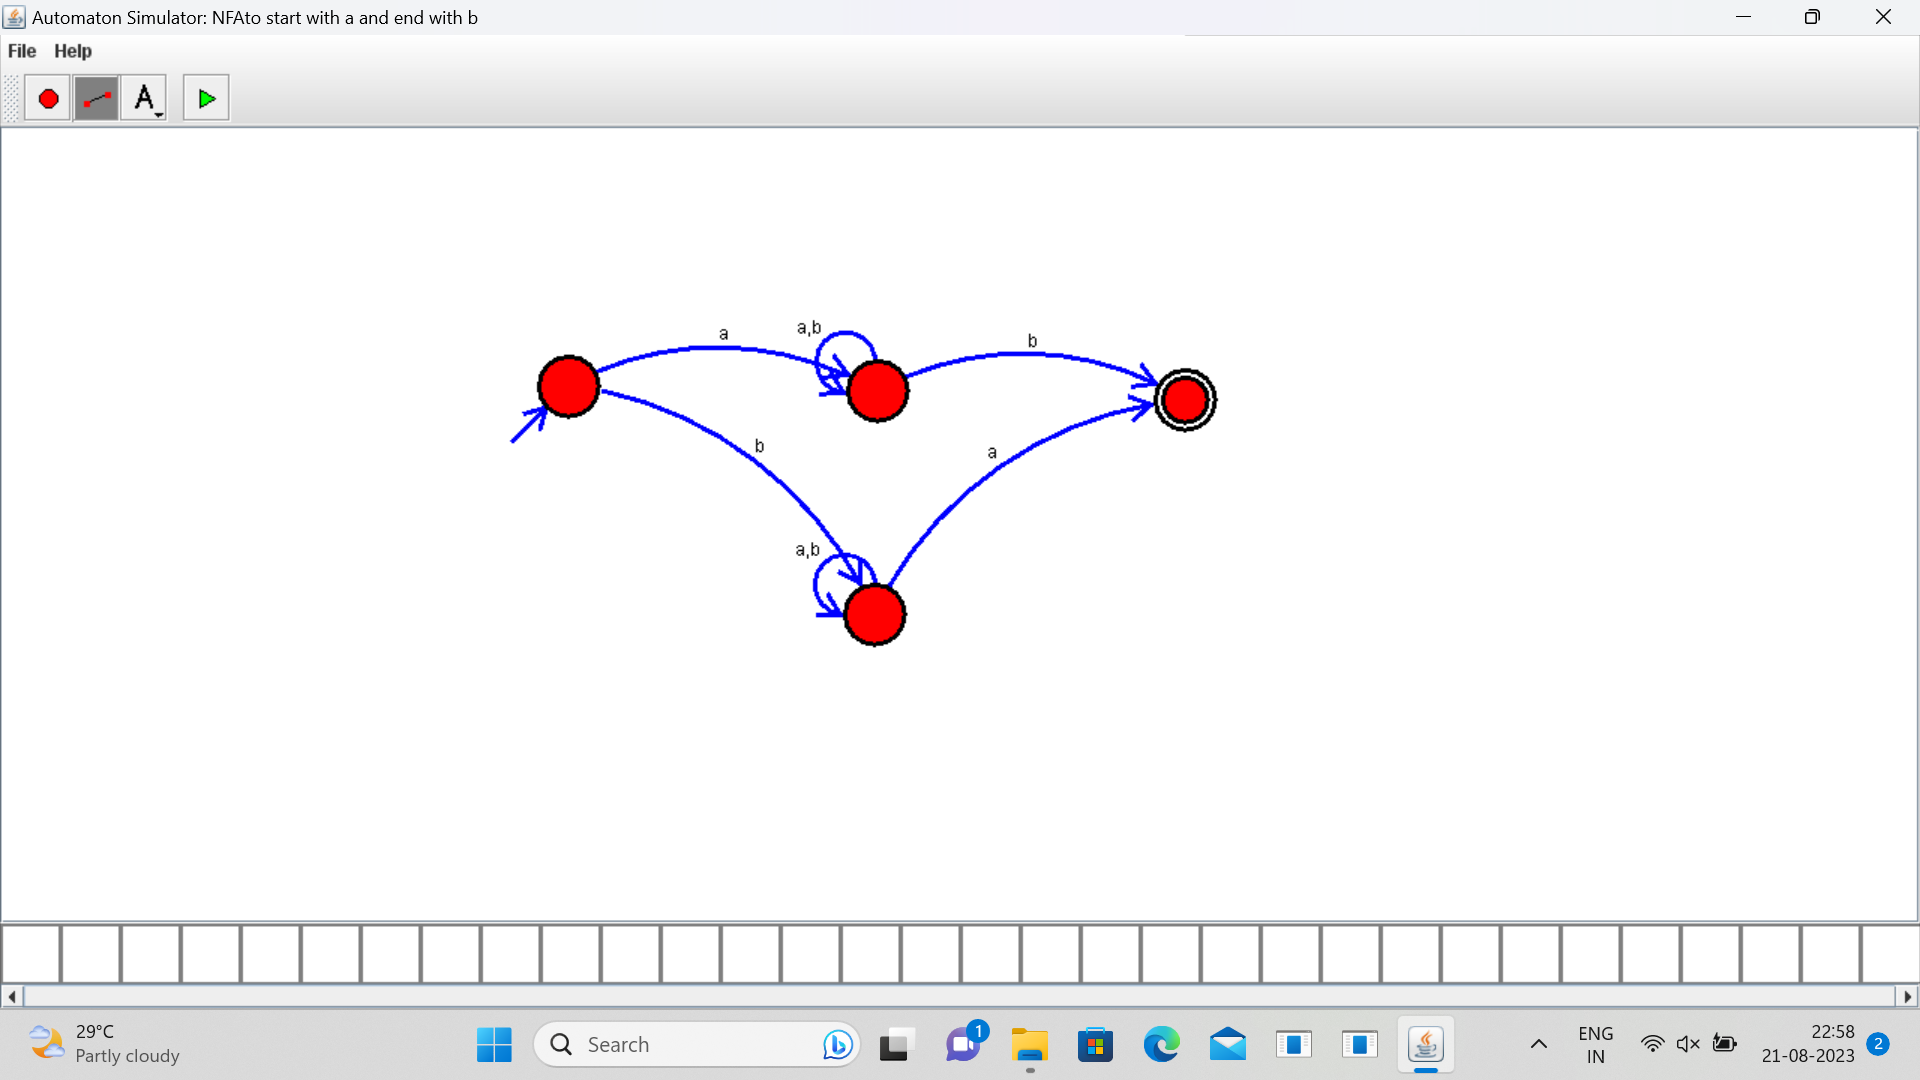 Automaton Simulator: NFAto start with a and end with b
File Help
A
a
a,b
b
b
a
a,b
29°C
Partly cloudy
Search
1
ENG
IN
22:58
21-08-2023
2